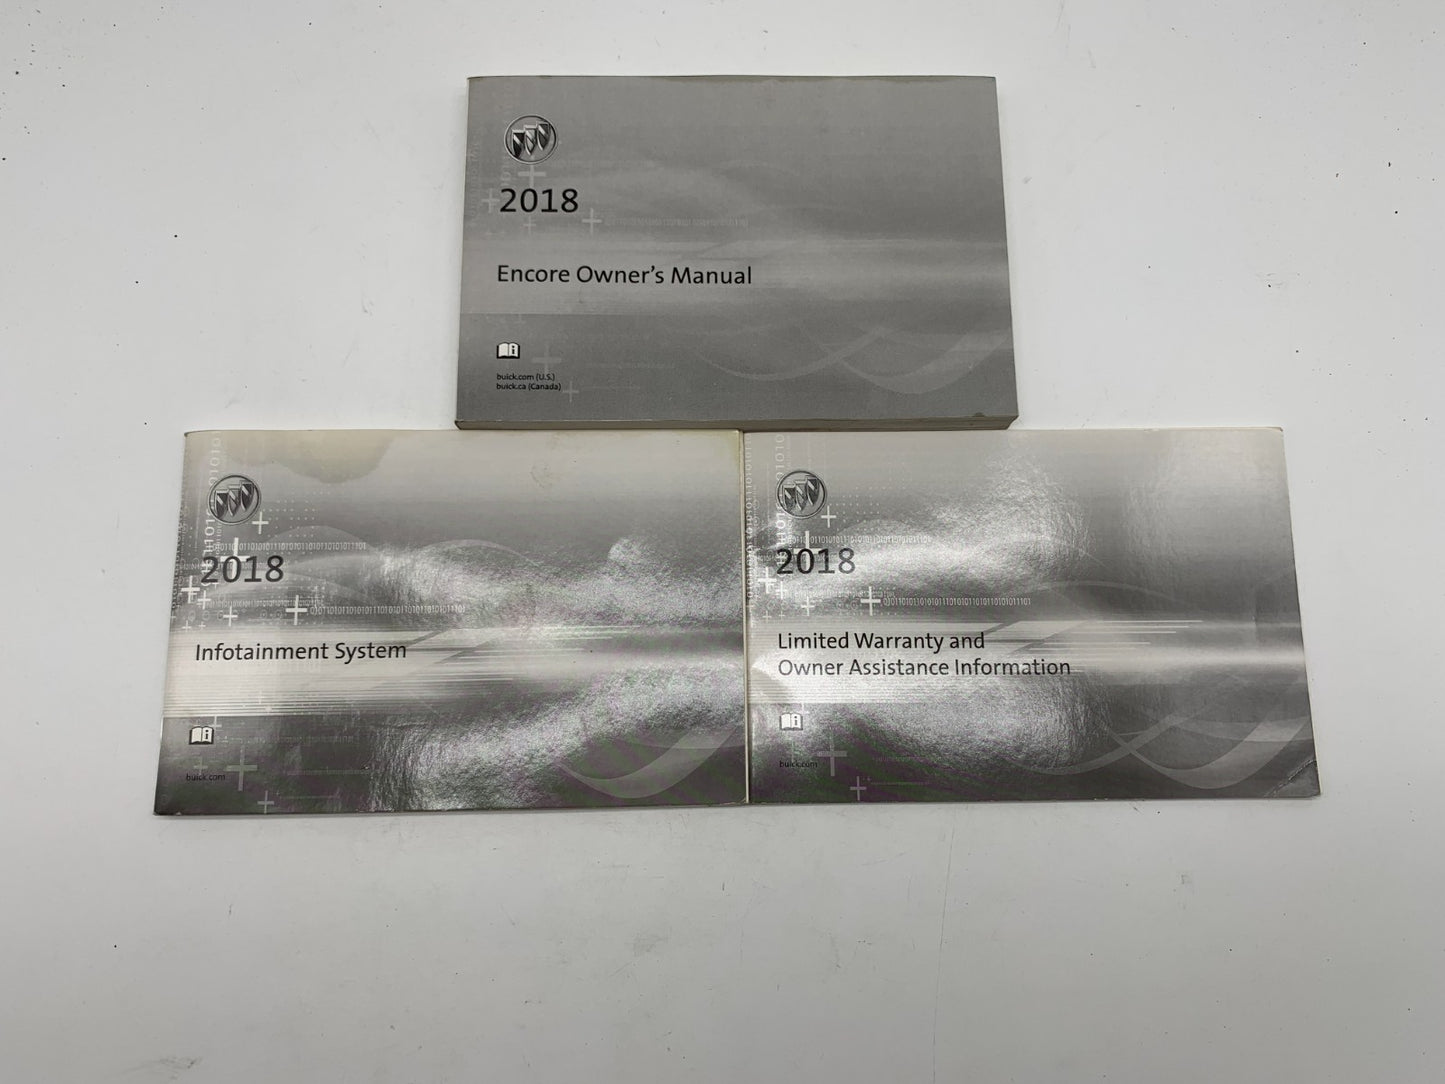 2018
Encore Owner's Manual
buick.com (U.S.)
buick.ca (Canada)
2018
Infotainment System
buick.com
2018
Limited Warranty and
Owner Assistance Information
buick.com